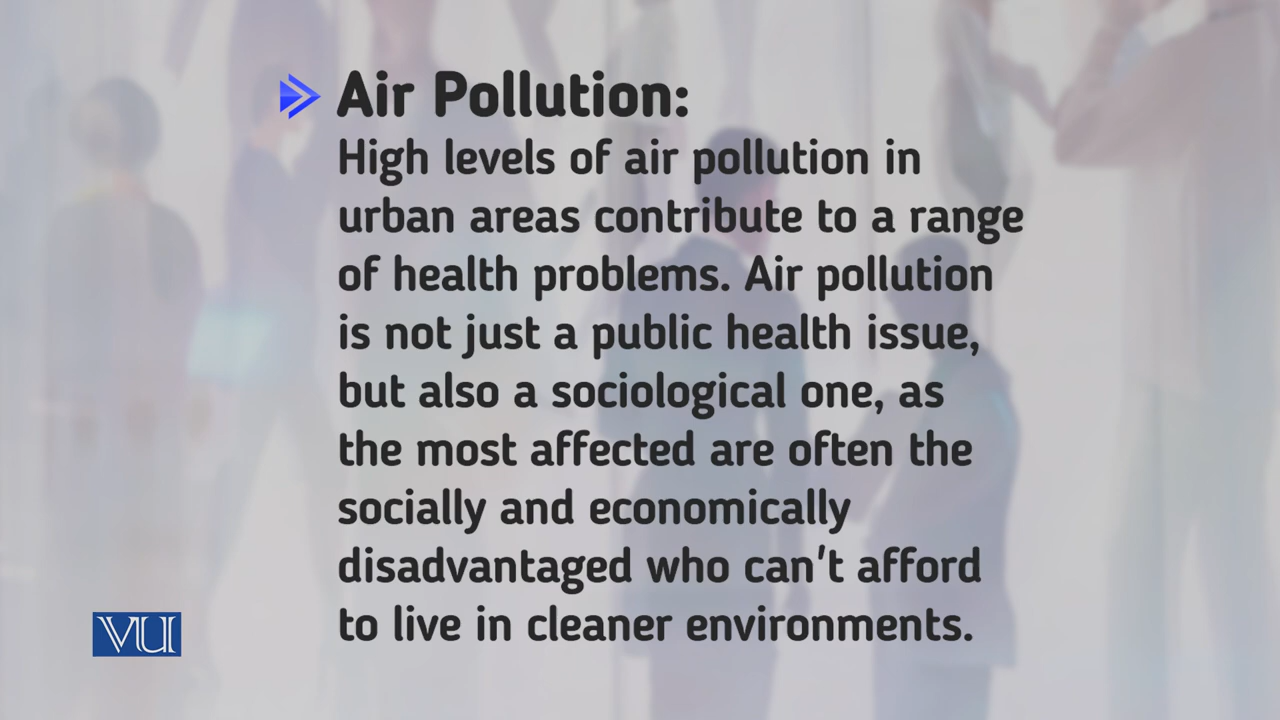 Air Pollution:
High levels of air pollution in
urban areas contribute to a range
of health problems. Air pollution
is not just a public health issue,
but also a sociological one, as
the most affected are often the
socially and economically
disadvantaged who can't afford
to live in cleaner environments.
VU